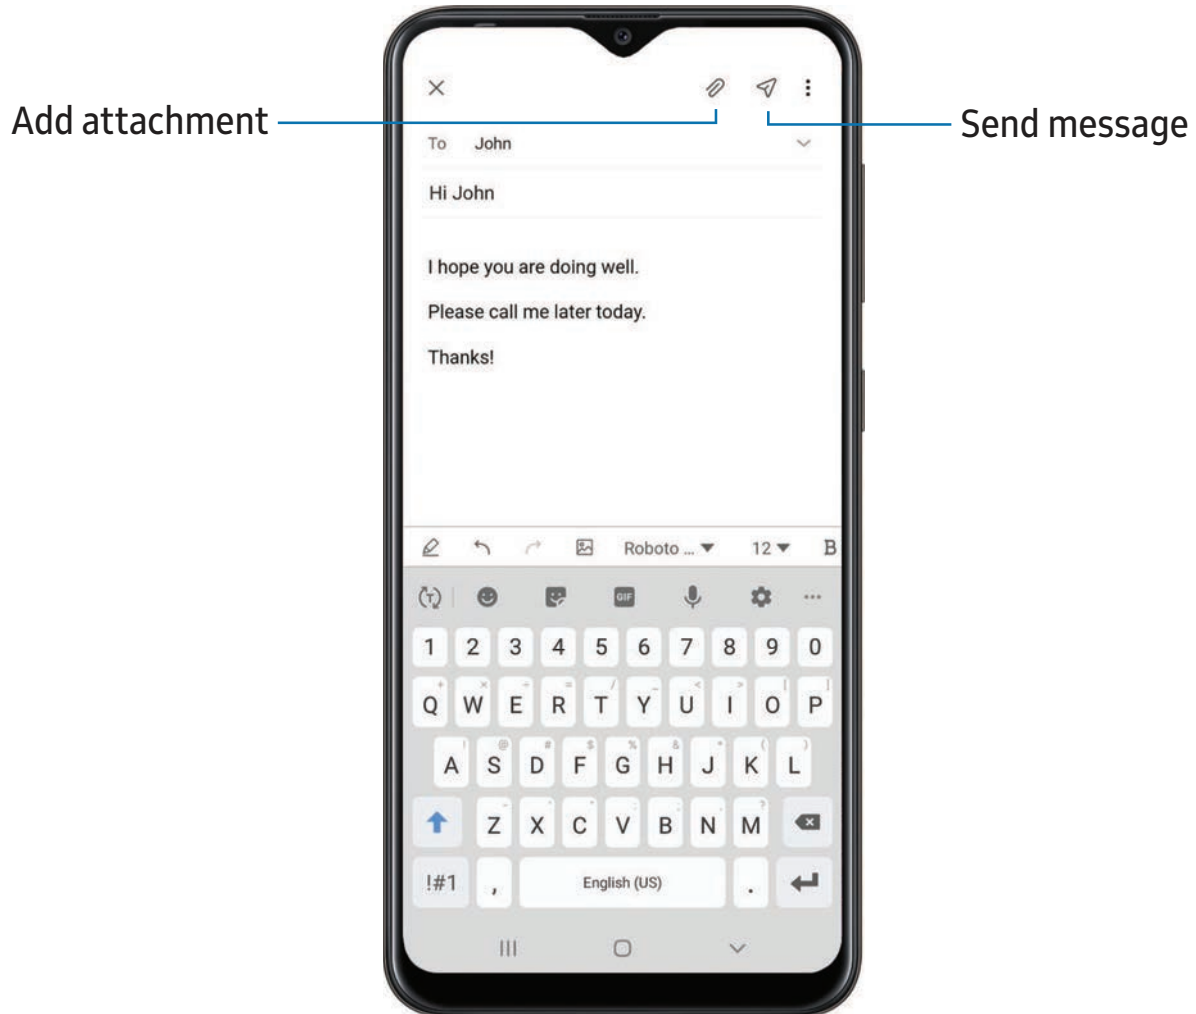 Add attachment
Send message
To John
Hi John
I hope you are doing well.
Please call me later today.
Thanks!
Roboto ... 12 B
T GIF
1 2 3 4 5 6 7 8 9 0
Q W E R T Y U I O P
A S D F G H J K L
Z X C V B N M
!#1 , English (US) .